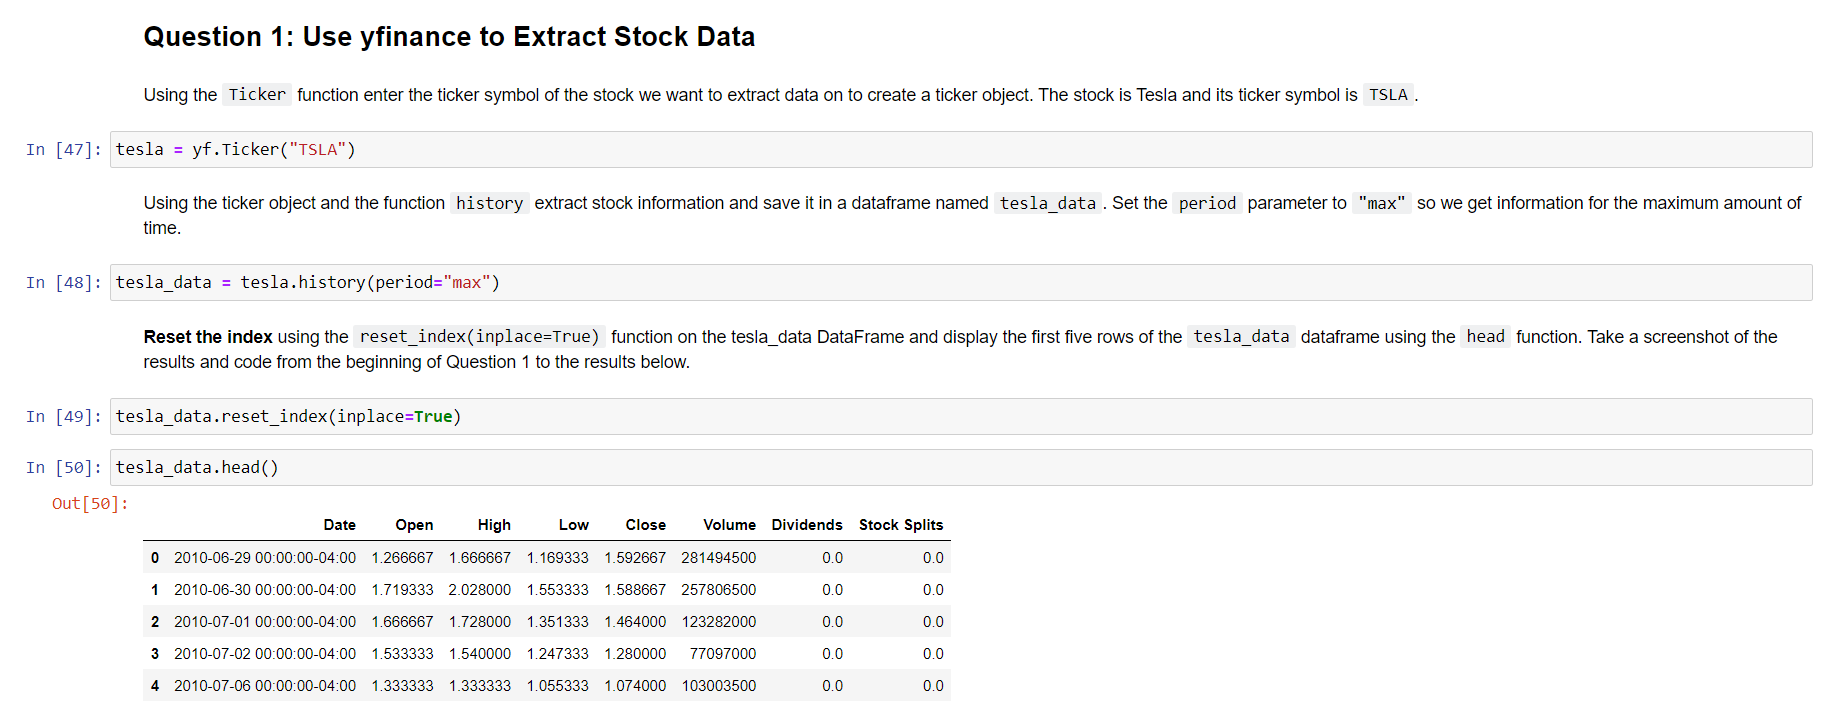 Question 1: Use yfinance to Extract Stock Data
Using the Ticker function enter the ticker symbol of the stock we want to extract data on to create a ticker object. The stock is Tesla and its ticker symbol is TSLA .
In [47]: tesla = yf.Ticker("TSLA")
Using the ticker object and the function history extract stock information and save it in a dataframe named tesla_data . Set the period parameter to "max" so we get information for the maximum amount of
time.
In [48]: tesla_data = tesla.history(period="max")
Reset the index using the reset_index(inplace=True) function on the tesla_data DataFrame and display the first five rows of the tesla_data dataframe using the head function. Take a screenshot of the
results and code from the beginning of Question 1 to the results below.
In [49]: tesla_data.reset_index(inplace=True)
In [50]: tesla_data.head()
Out[50]:
Date Open High Low Close Volume Dividends Stock Splits
0 2010-06-29 00:00:00-04:00 1.266667 1.666667 1.169333 1.592667 281494500 0.0 0.0
1 2010-06-30 00:00:00-04:00 1.719333 2.028000 1.553333 1.588667 257806500 0.0 0.0
2 2010-07-01 00:00:00-04:00 1.666667 1.728000 1.351333 1.464000 123282000 0.0 0.0
3 2010-07-02 00:00:00-04:00 1.533333 1.540000 1.247333 1.280000 77097000 0.0 0.0
4 2010-07-06 00:00:00-04:00 1.333333 1.333333 1.055333 1.074000 103003500 0.0 0.0